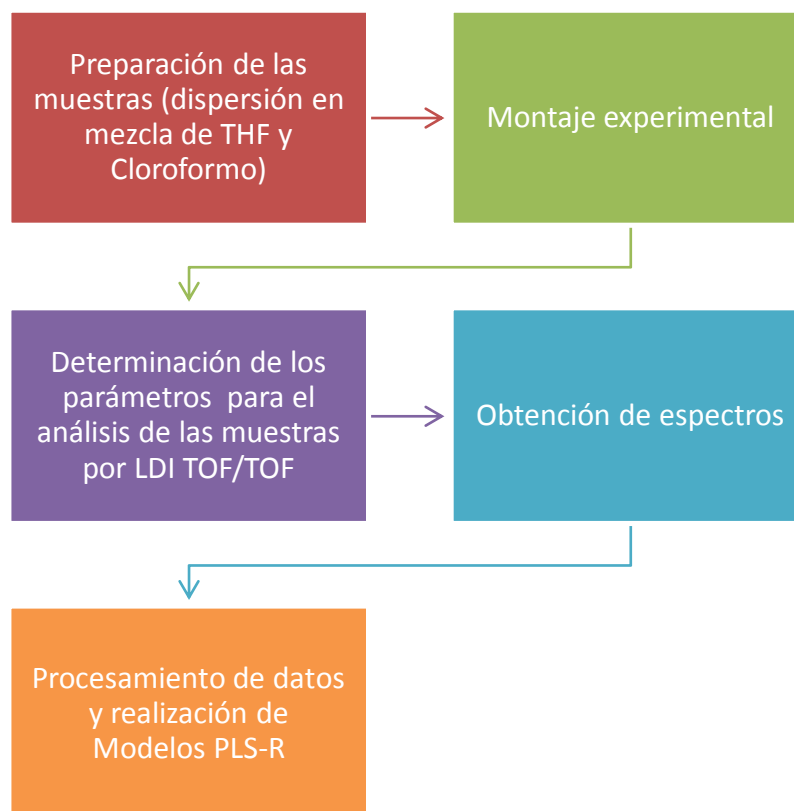 Preparación de las
muestras (dispersión en
mezcla de THF y
Cloroformo)
Montaje experimental
Determinación de los
parámetros para el
análisis de las muestras
por LDI TOF/TOF
Obtención de espectros
Procesamiento de datos
y realización de
Modelos PLS-R